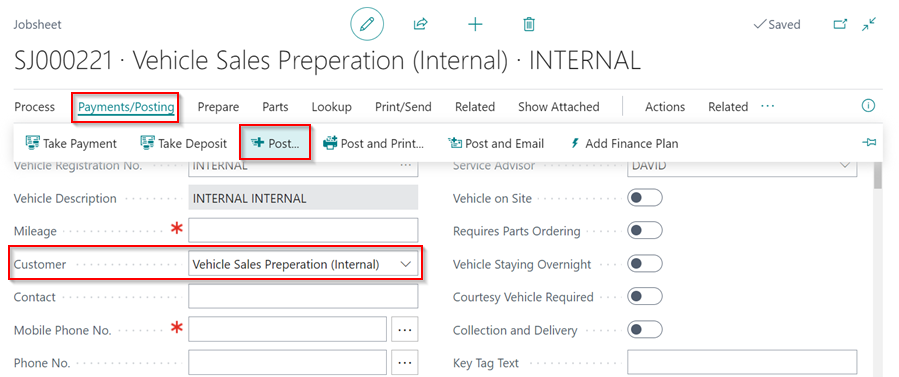 Jobsheet
Saved
SJ000221 · Vehicle Sales Preperation (Internal) · INTERNAL
Process Payments/Posting Prepare Parts Lookup Print/Send Related Show Attached Actions Related ...
Take Payment Take Deposit Post... Post and Print... Post and Email Add Finance Plan
Vehicle Registration No. INTERNAL ... Service Advisor DAVID
Vehicle Description INTERNAL INTERNAL Vehicle on Site
Mileage * Requires Parts Ordering
Customer Vehicle Sales Preperation (Internal) Vehicle Staying Overnight
Contact Courtesy Vehicle Required
Mobile Phone No. * ... Collection and Delivery
Phone No. ... Key Tag Text